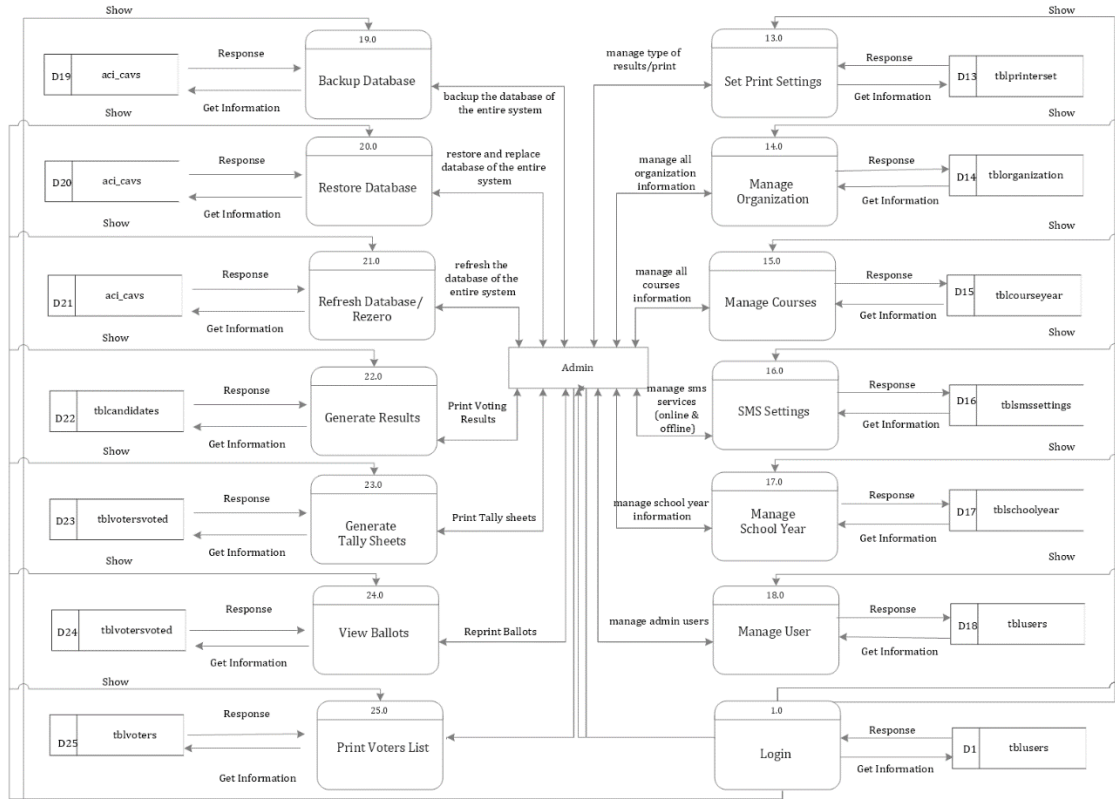 Show
19.0
Backup Database
D19
aci_cavs
Response
Get Information
backup the database of
the entire system
Show
20.0
Restore Database
D20
aci_cavs
Response
Get Information
restore and replace
database of the entire
system
Show
21.0
Refresh Database/
Rezero
D21
aci_cavs
Response
Get Information
refresh the
database of the
entire system
Show
22.0
Generate Results
D22
tblcandidates
Response
Get Information
Print Voting
Results
Show
23.0
Generate
Tally Sheets
D23
tblvotersvoted
Response
Get Information
Print Tally sheets
Show
24.0
View Ballots
D24
tblvotersvoted
Response
Get Information
Reprint Ballots
Show
25.0
Print Voters List
D25
tblvoters
Response
Get Information
Admin
Show
13.0
Set Print Settings
manage type of
results/print
Response
Get Information
D13
tblprinterset
Show
14.0
Manage
Organization
manage all
organization
information
Response
Get Information
D14
tblorganization
Show
15.0
Manage Courses
manage all
courses
information
Response
Get Information
D15
tblcourseyear
Show
16.0
SMS Settings
manage sms
services
(online &
offline)
Response
Get Information
D16
tblsmssettings
Show
17.0
Manage
School Year
manage school year
information
Response
Get Information
D17
tblschoolyear
Show
18.0
Manage User
manage admin users
Response
Get Information
D18
tblusers
Show
1.0
Login
Response
Get Information
D1
tblusers